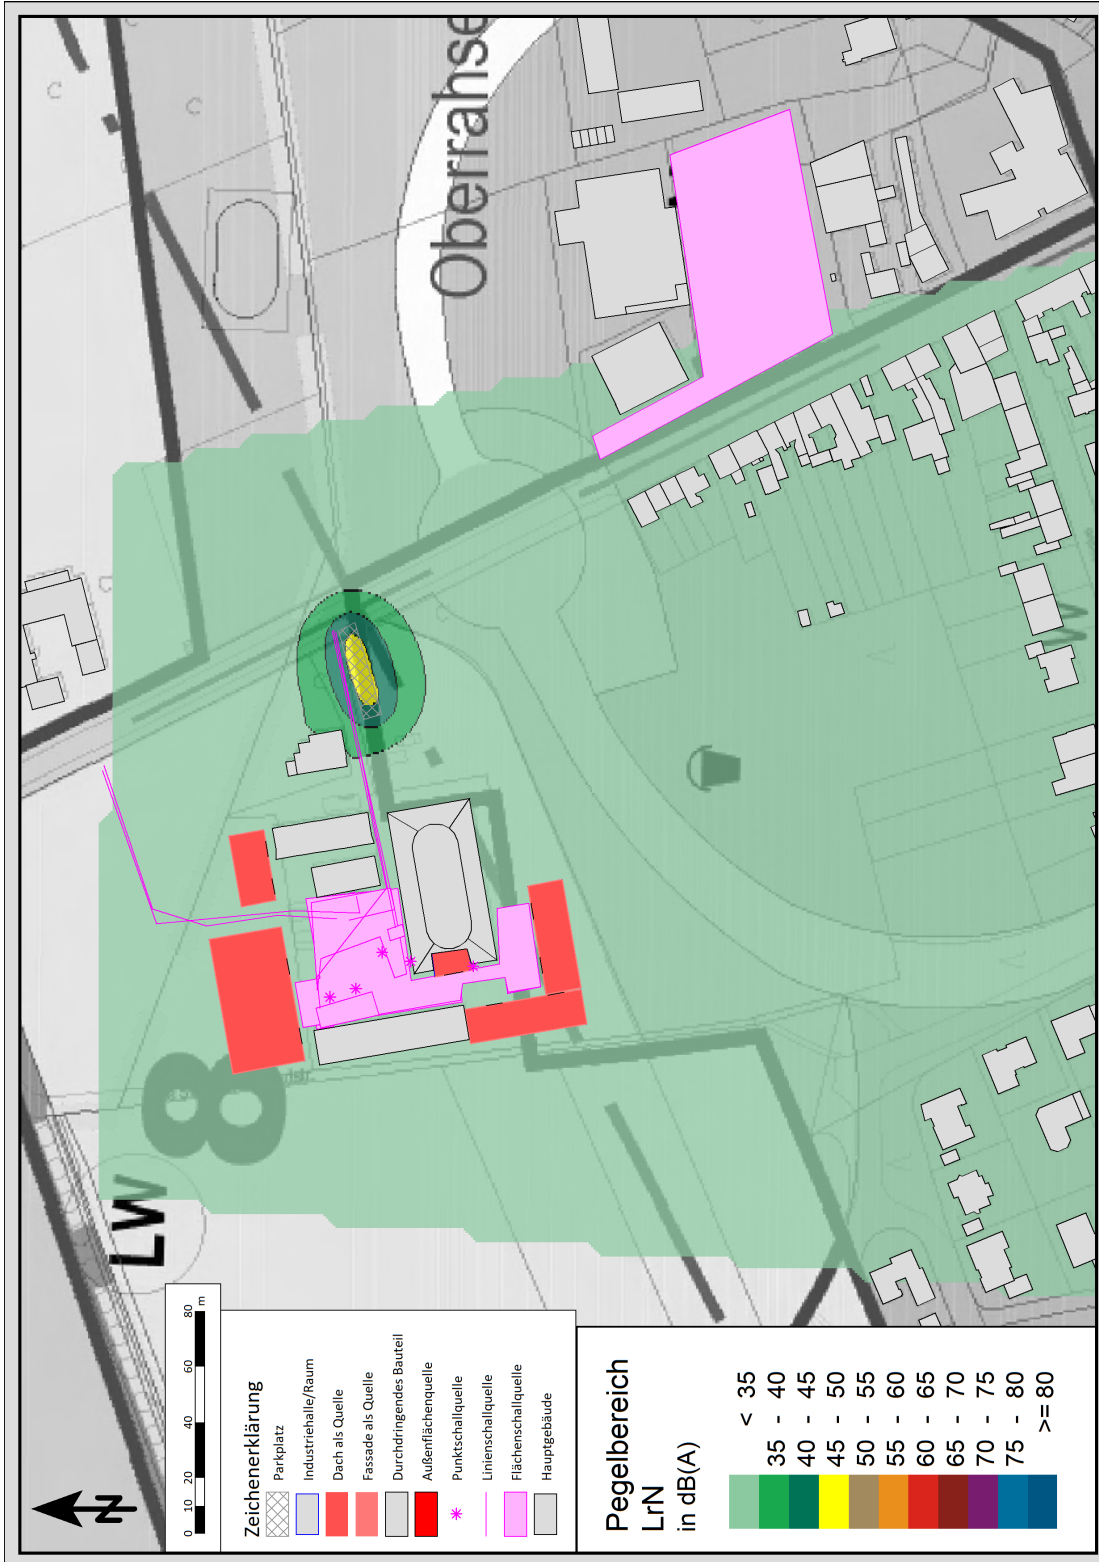 Oberrahse
8
LW
W
N
0 10 20 40 60 80 m
Zeichenerklärung
Parkplatz
Industriehalle/Raum
Dach als Quelle
Fassade als Quelle
Durchdringendes Bauteil
Außenflächenquelle
Punktschallquelle
Linienschallquelle
Flächenschallquelle
Hauptgebäude
Pegelbereich
LrN
in dB(A)
< 35
35 - 40
40 - 45
45 - 50
50 - 55
55 - 60
60 - 65
65 - 70
70 - 75
75 - 80
>= 80